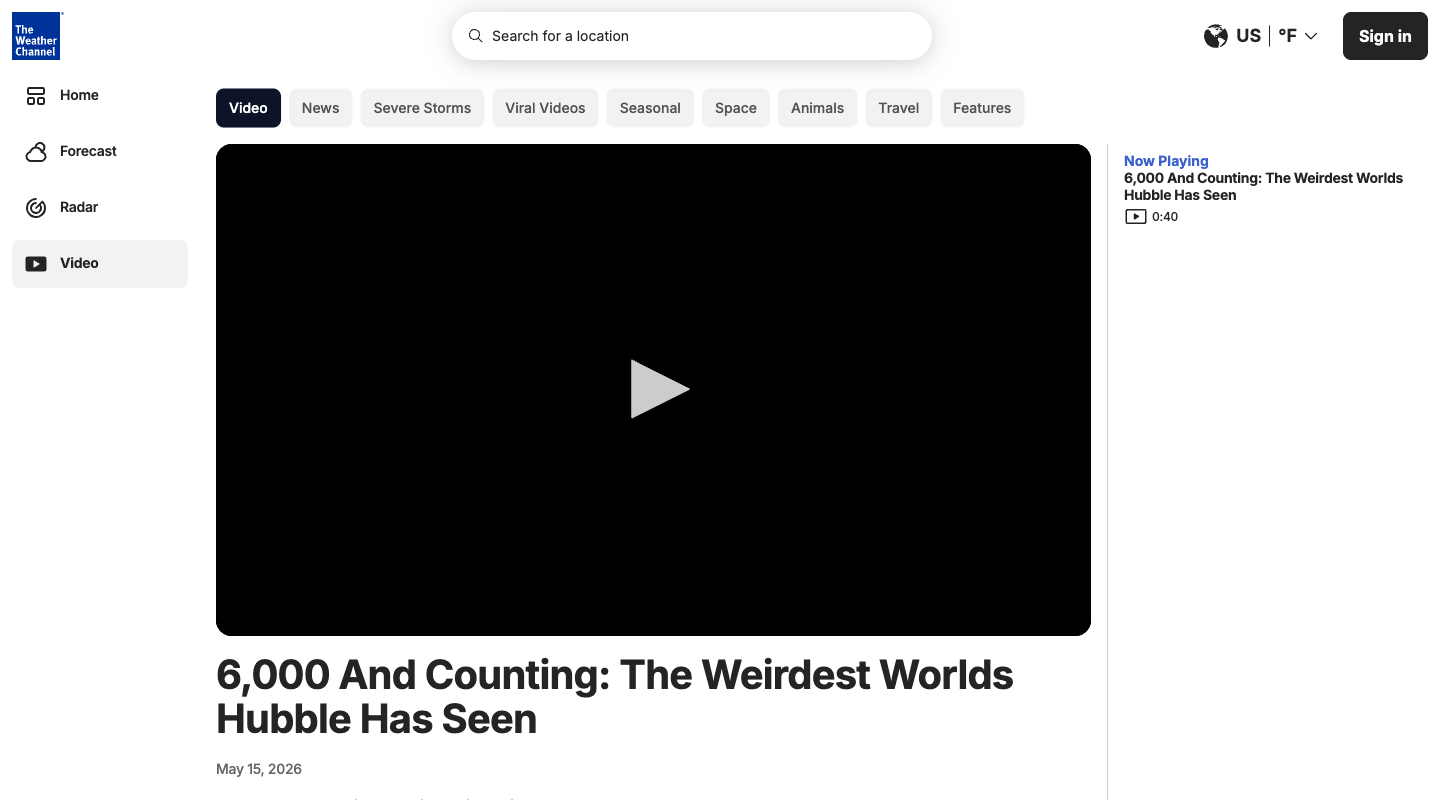 The
Weather
Channel
Search for a location
US
°F
Sign in
Home
Forecast
Radar
Video
Video
News
Severe Storms
Viral Videos
Seasonal
Space
Animals
Travel
Features
Now Playing
6,000 And Counting: The Weirdest Worlds
Hubble Has Seen
0:40
6,000 And Counting: The Weirdest Worlds
Hubble Has Seen
May 15, 2026